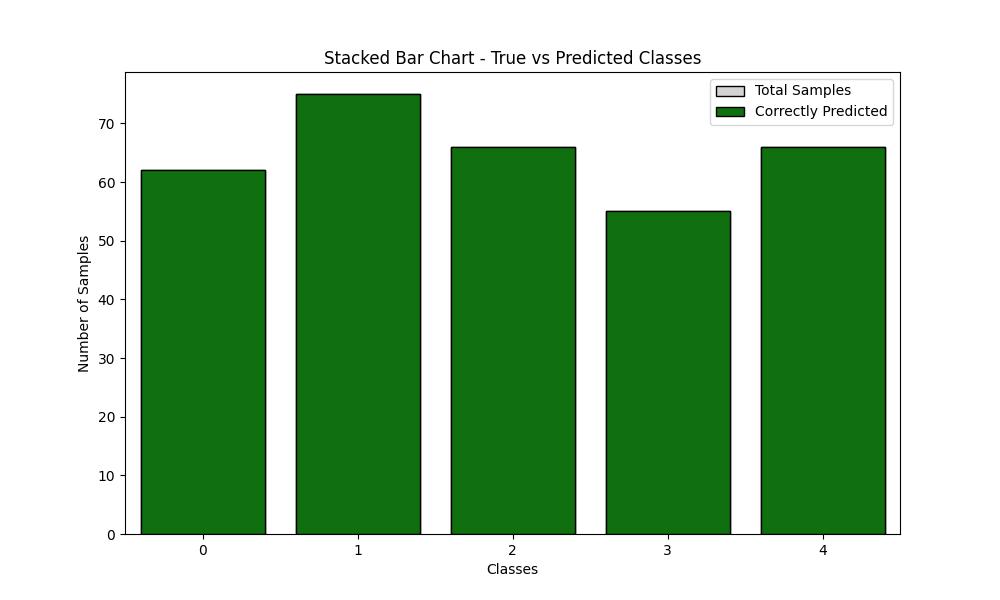 Stacked Bar Chart - True vs Predicted Classes
Total Samples
Correctly Predicted
Number of Samples
70
60
50
40
30
20
10
0
0 1 2 3 4
Classes